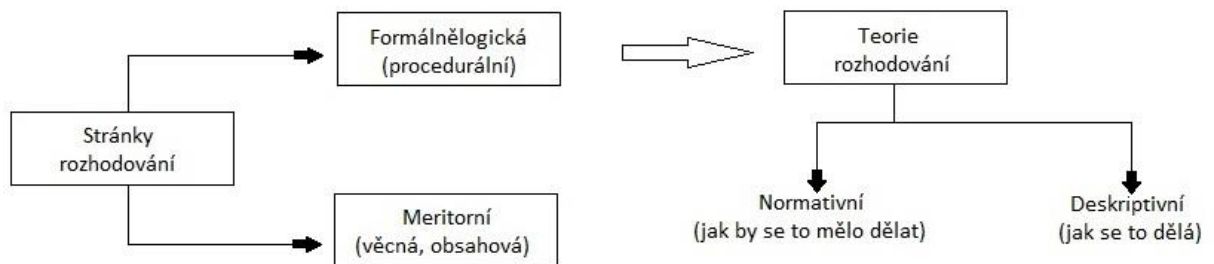 Stránky
rozhodování
Formálnělogická
(procedurální)
Meritorní
(věcná, obsahová)
Teorie
rozhodování
Normativní
(jak by se to mělo dělat)
Deskriptivní
(jak se to dělá)